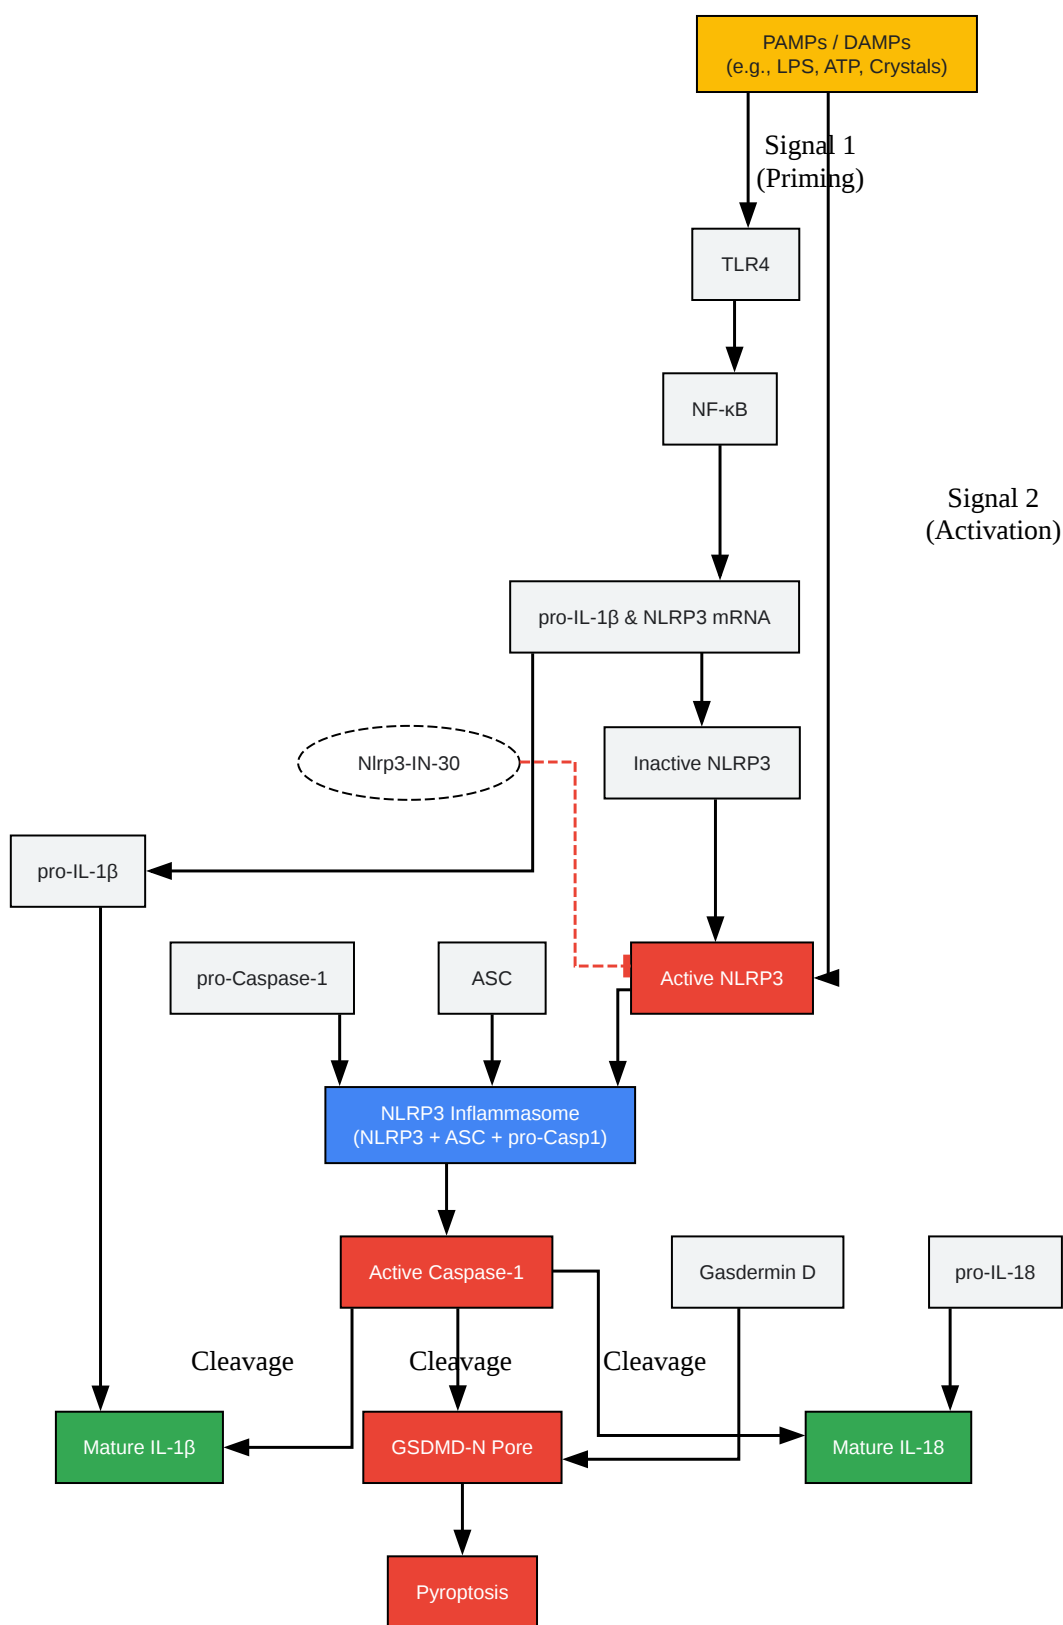 PAMPs / DAMPs
(e.g., LPS, ATP, Crystals)
Signal 1
(Priming)
TLR4
NF-κB
Signal 2
(Activation)
pro-IL-1β & NLRP3 mRNA
Nlrp3-IN-30
Inactive NLRP3
pro-IL-1β
pro-Caspase-1
ASC
Active NLRP3
NLRP3 Inflammasome
(NLRP3 + ASC + pro-Casp1)
Active Caspase-1
Gasdermin D
pro-IL-18
Cleavage
Cleavage
Cleavage
Mature IL-1β
GSDMD-N Pore
Mature IL-18
Pyroptosis